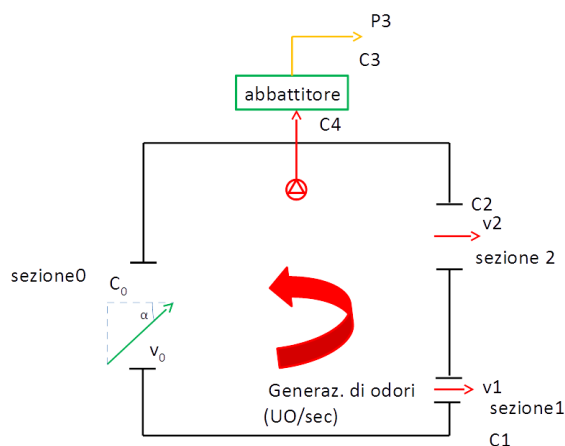 P3
C3
abbattitore
C4
C2
v2
sezione 2
sezione0
C₀
α
v₀
Generaz. di odori
(UO/sec)
v1
sezione1
C1